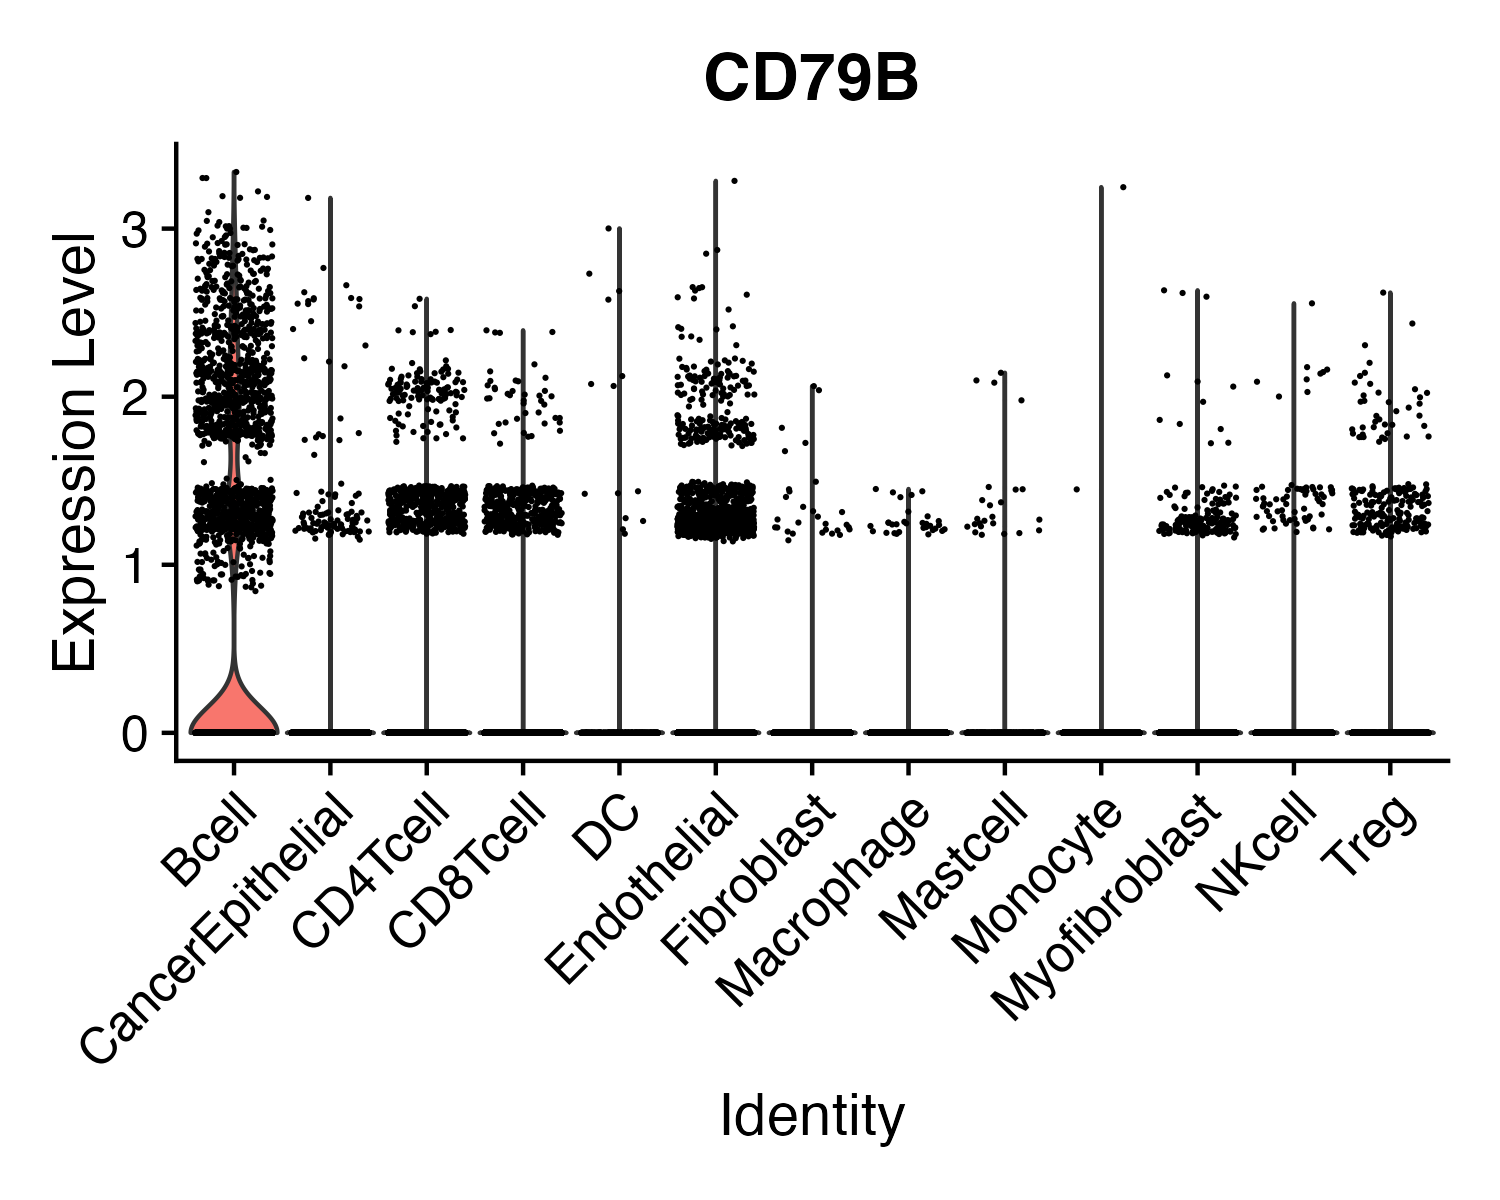 CD79B
Expression Level
3
2
1
0
Bcell
CancerEpithelial
CD4Tcell
CD8Tcell
DC
Endothelial
Fibroblast
Macrophage
Mastcell
Monocyte
Myofibroblast
NKcell
Treg
Identity